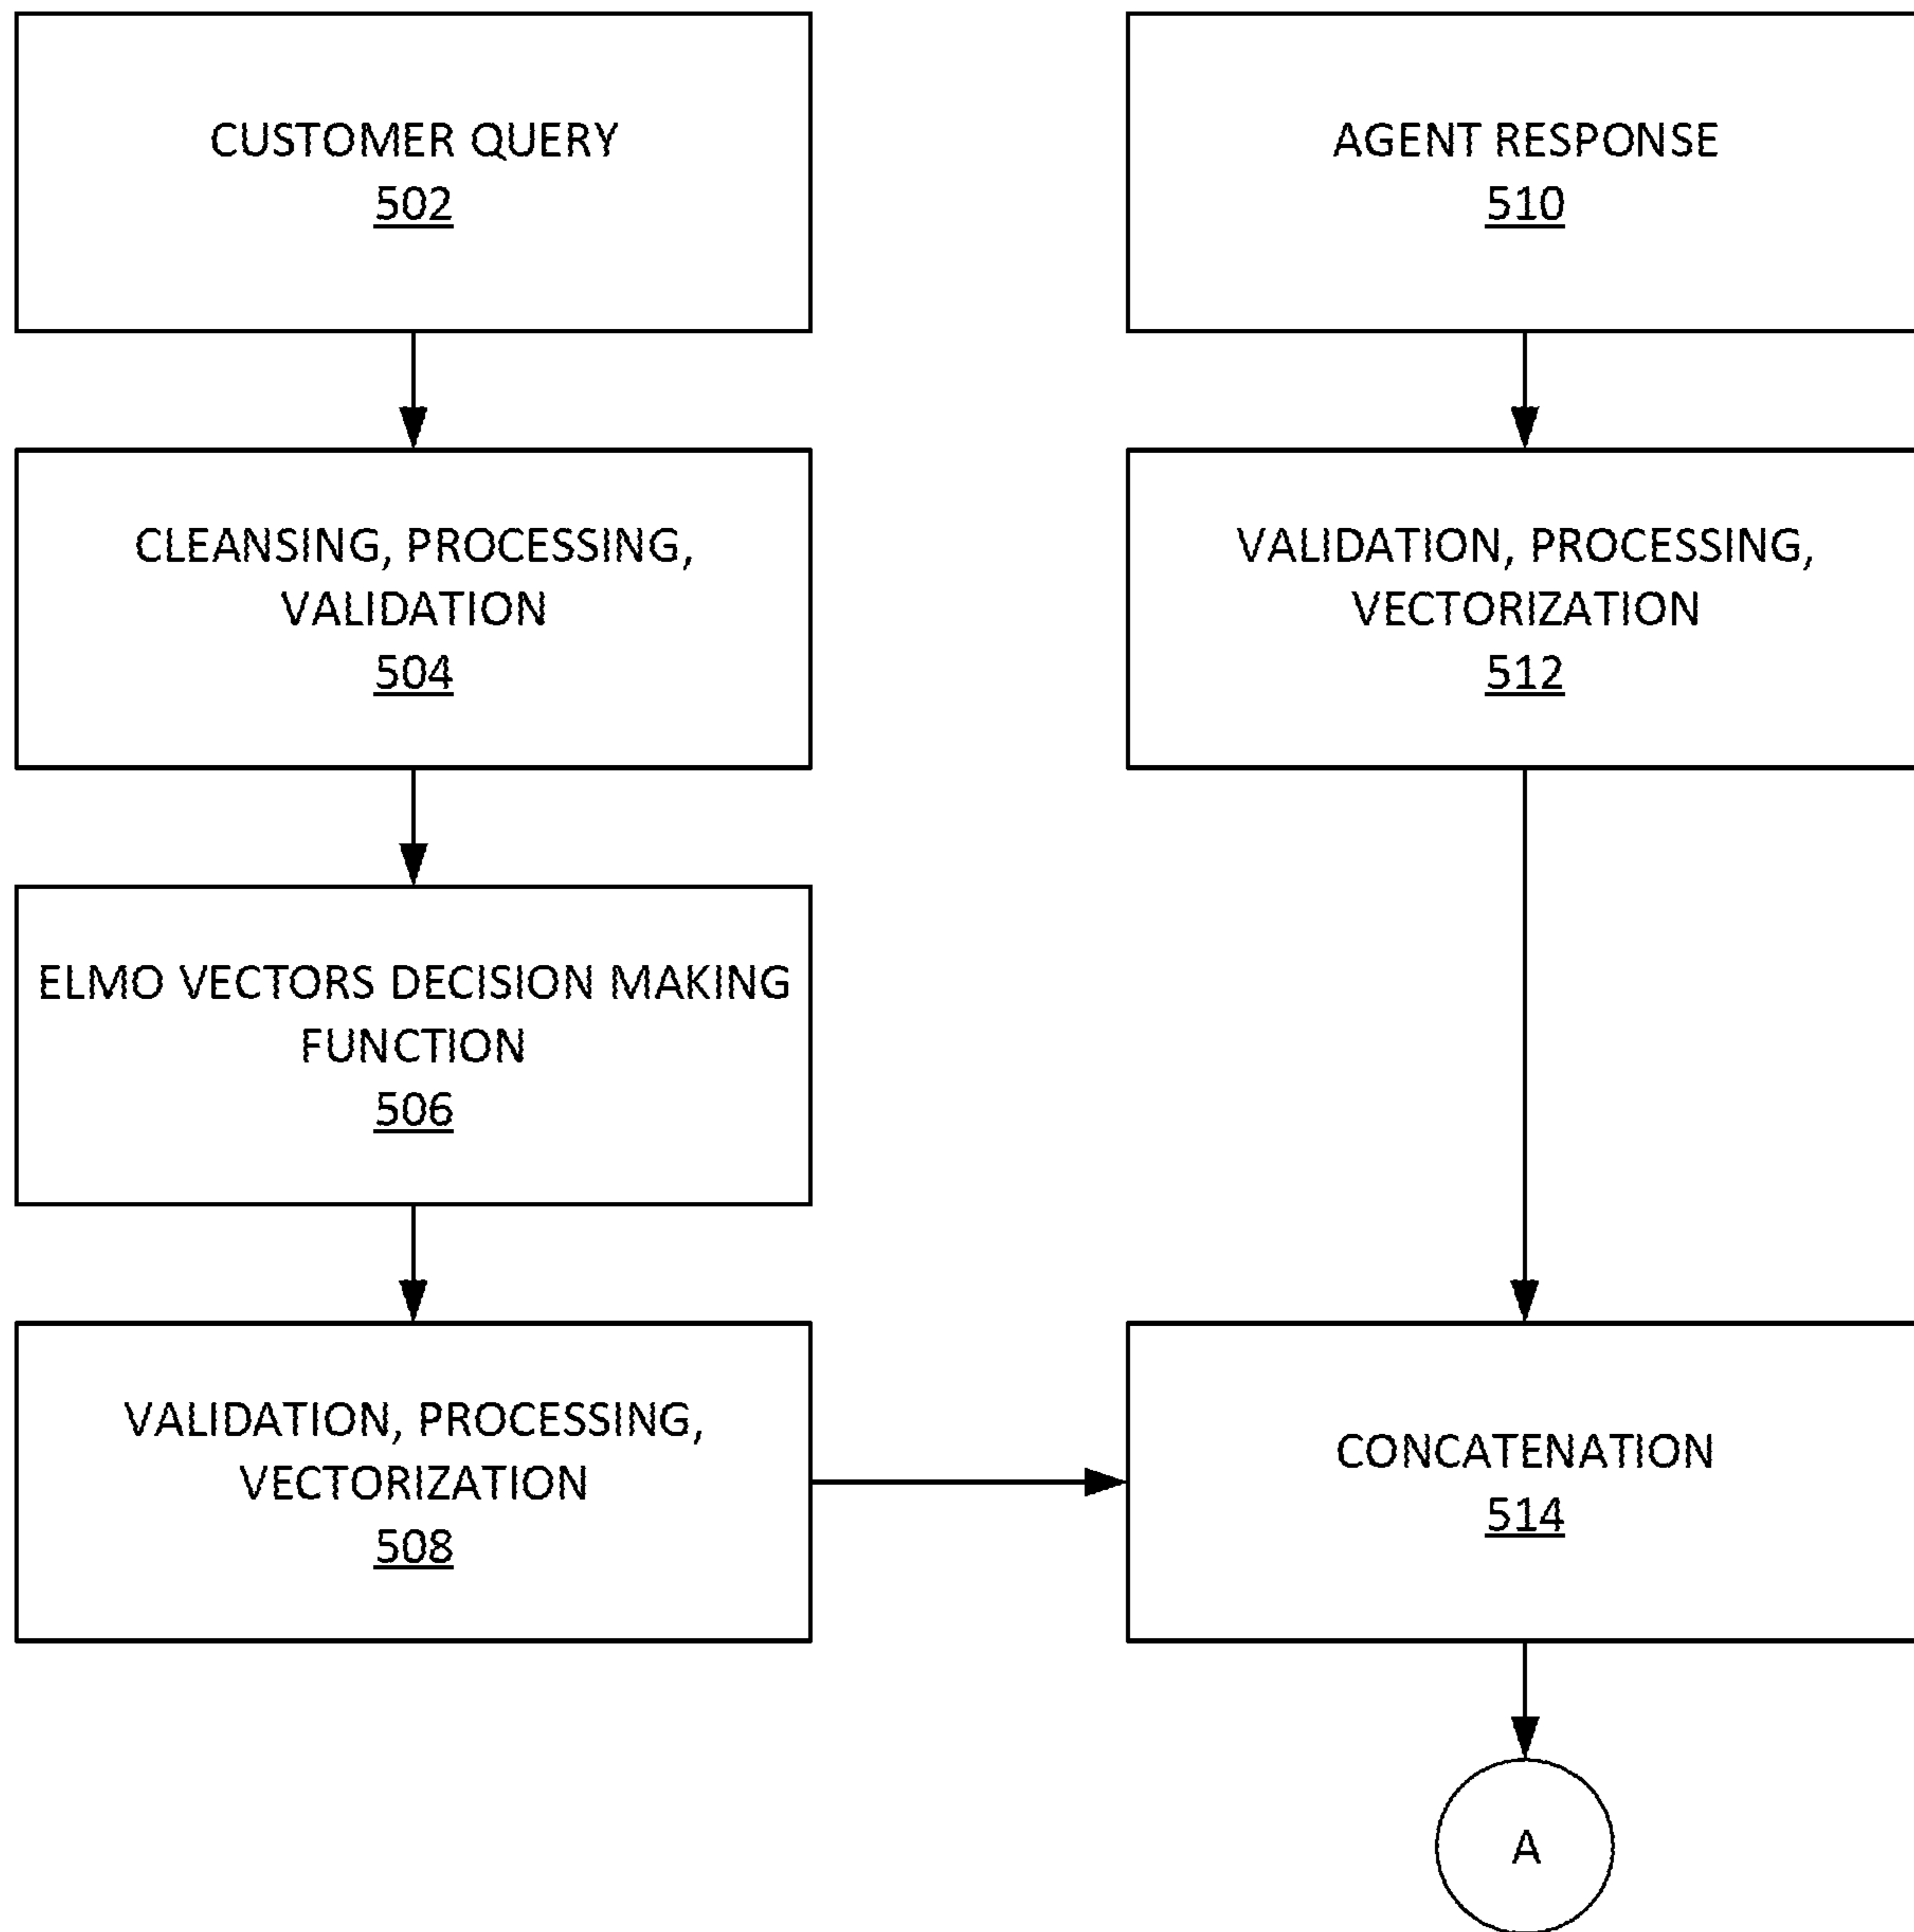 CUSTOMER QUERY
502
AGENT RESPONSE
510
CLEANSING, PROCESSING,
VALIDATION
504
VALIDATION, PROCESSING,
VECTORIZATION
512
ELMO VECTORS DECISION MAKING
FUNCTION
506
VALIDATION, PROCESSING,
VECTORIZATION
508
CONCATENATION
514
A